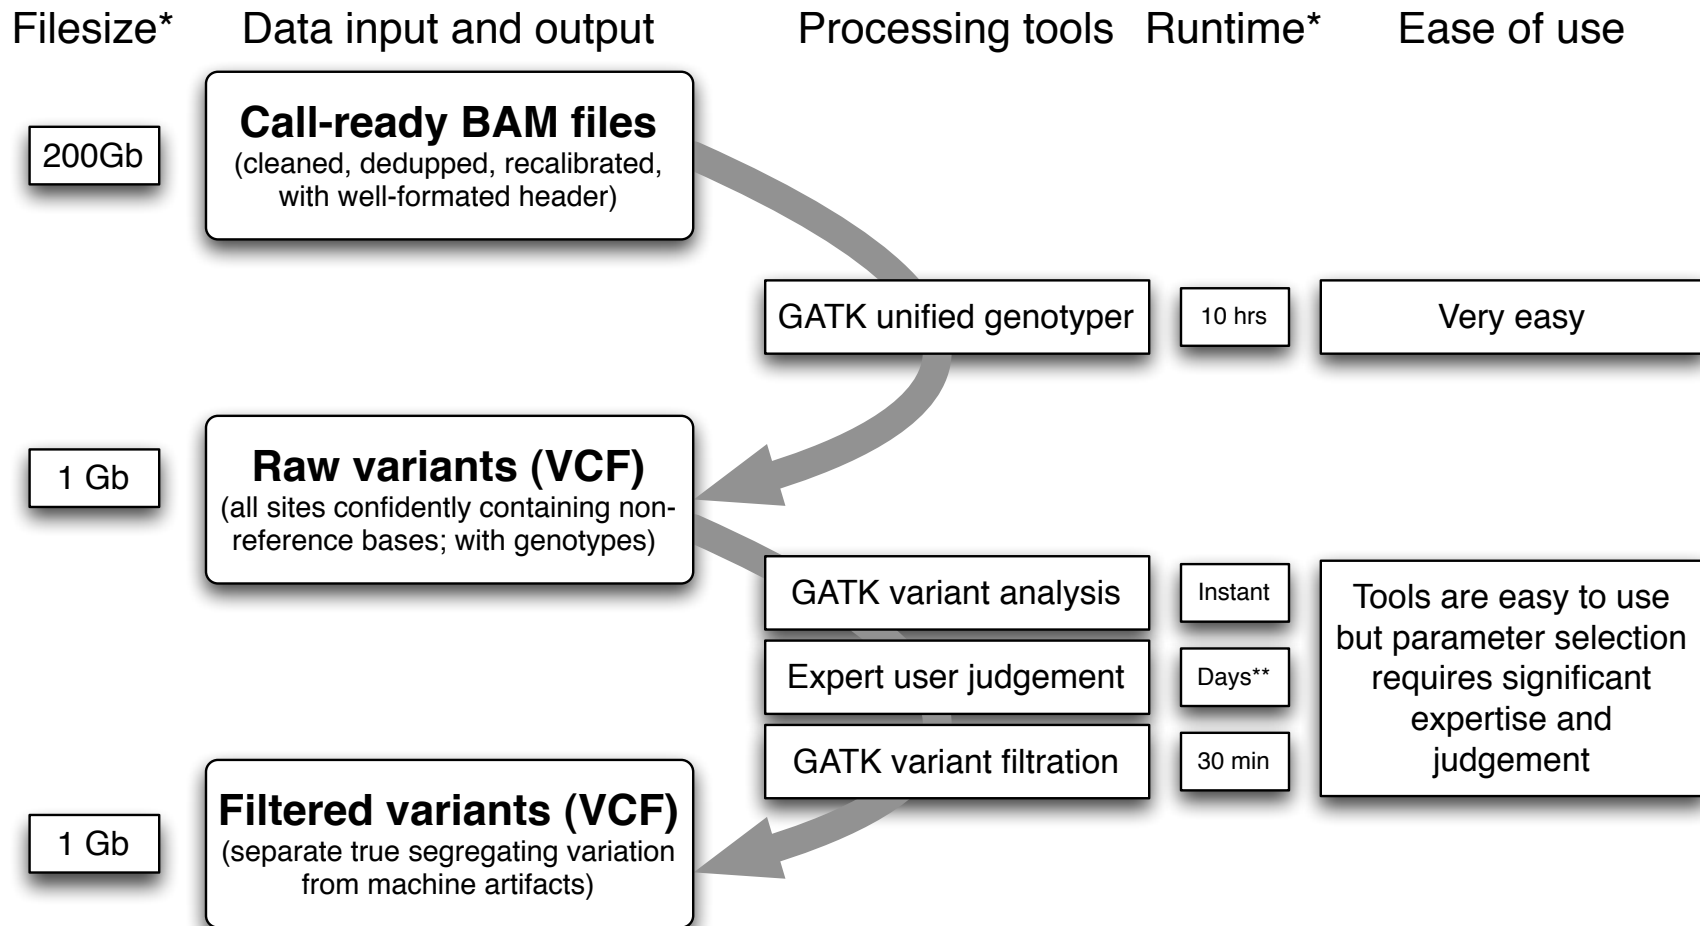 Filesize* Data input and output Processing tools Runtime* Ease of use
200Gb
Call-ready BAM files
(cleaned, dedupped, recalibrated,
with well-formated header)
GATK unified genotyper
10 hrs
Very easy
1 Gb
Raw variants (VCF)
(all sites confidently containing non-
reference bases; with genotypes)
GATK variant analysis
Instant
Expert user judgement
Days**
GATK variant filtration
30 min
Tools are easy to use
but parameter selection
requires significant
expertise and
judgement
1 Gb
Filtered variants (VCF)
(separate true segregating variation
from machine artifacts)